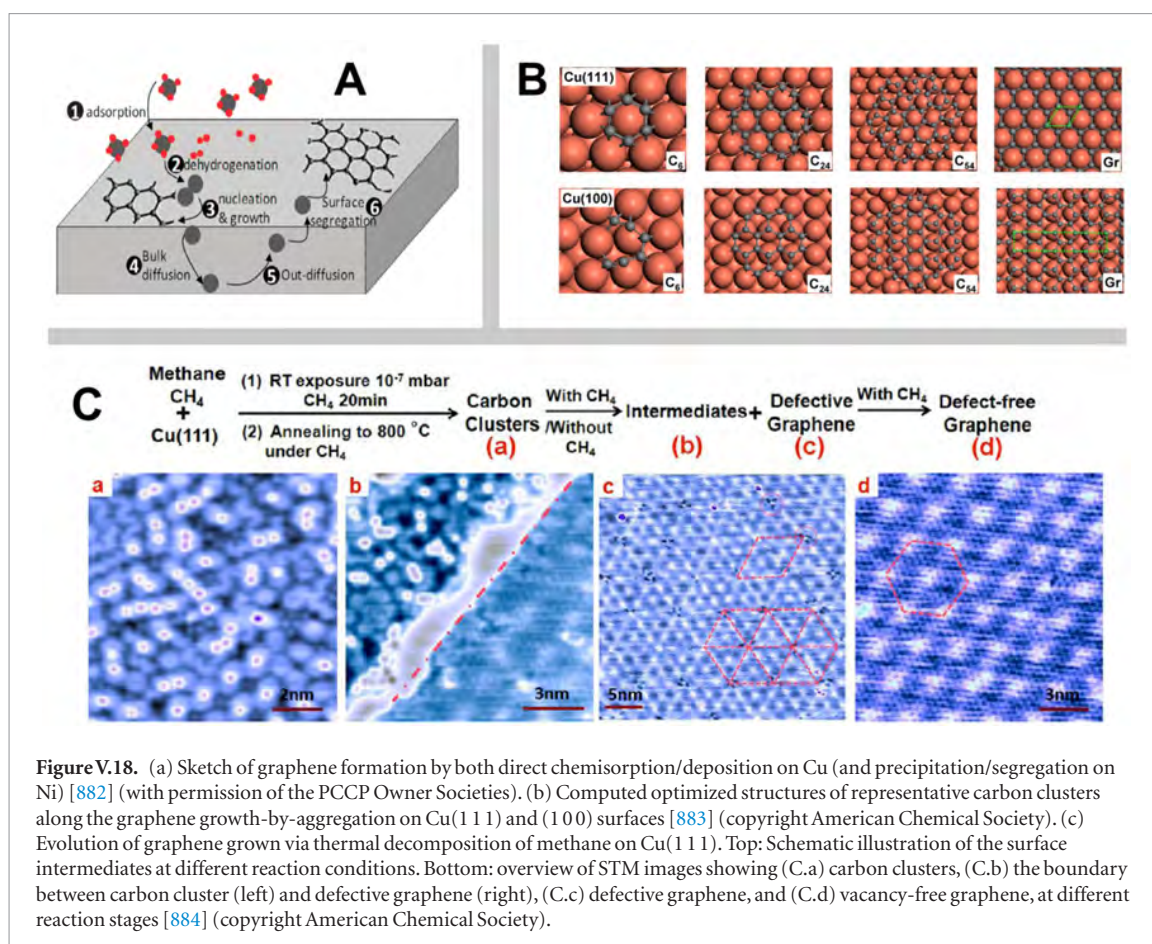 A
1 adsorption
2 dehydrogenation
3 nucleation
& growth
Surface 6
segregation
4 Bulk
diffusion
5 Out-diffusion
B
Cu(111)
C6
C24
C54
Gr
Cu(100)
C6
C24
C54
Gr
C
Methane
CH4
+
Cu(111)
(1) RT exposure 10-7 mbar
CH4 20min
(2) Annealing to 800 °C
under CH4
Carbon
Clusters
(a)
With CH4
/Without
CH4
Intermediates +
(b)
Defective
Graphene
(c)
With CH4
Defect-free
Graphene
(d)
a
2nm
b
3nm
c
5nm
d
3nm
Figure V.18. (a) Sketch of graphene formation by both direct chemisorption/deposition on Cu (and precipitation/segregation on
Ni) [882] (with permission of the PCCP Owner Societies). (b) Computed optimized structures of representative carbon clusters
along the graphene growth-by-aggregation on Cu(1 1 1) and (1 0 0) surfaces [883] (copyright American Chemical Society). (c)
Evolution of graphene grown via thermal decomposition of methane on Cu(1 1 1). Top: Schematic illustration of the surface
intermediates at different reaction conditions. Bottom: overview of STM images showing (C.a) carbon clusters, (C.b) the boundary
between carbon cluster (left) and defective graphene (right), (C.c) defective graphene, and (C.d) vacancy-free graphene, at different
reaction stages [884] (copyright American Chemical Society).